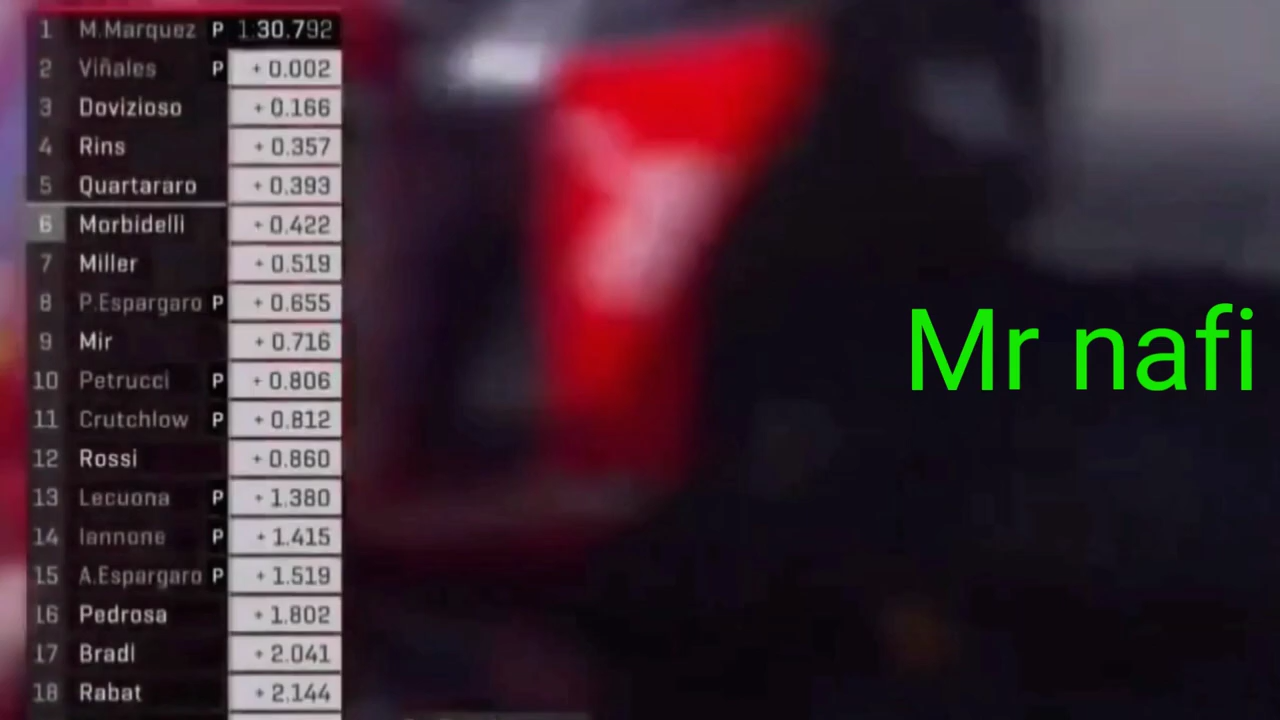 1 M.Marquez P 1:30.792
2 Viñales P + 0.002
3 Dovizioso + 0.166
4 Rins + 0.357
5 Quartararo + 0.393
6 Morbidelli + 0.422
7 Miller + 0.519
8 P.Espargaro P + 0.655
9 Mir + 0.716
10 Petrucci P + 0.806
11 Crutchlow P + 0.812
12 Rossi + 0.860
13 Lecuona P + 1.380
14 Iannone P + 1.415
15 A.Espargaro P + 1.519
16 Pedrosa + 1.802
17 Bradl + 2.041
18 Rabat + 2.144
Mr nafi